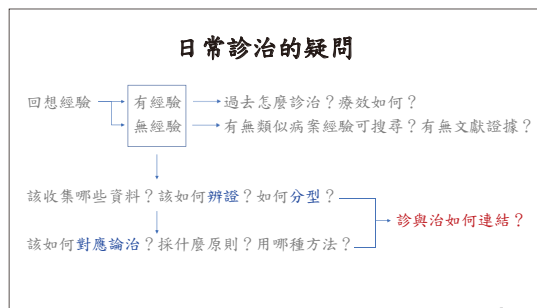 日常診治的疑問
回想經驗 有經驗 過去怎麼診治？療效如何？
無經驗 有無類似病案經驗可搜尋？有無文獻證據？
該收集哪些資料？該如何辨證？如何分型？
診與治如何連結？
該如何對應論治？採什麼原則？用哪種方法？